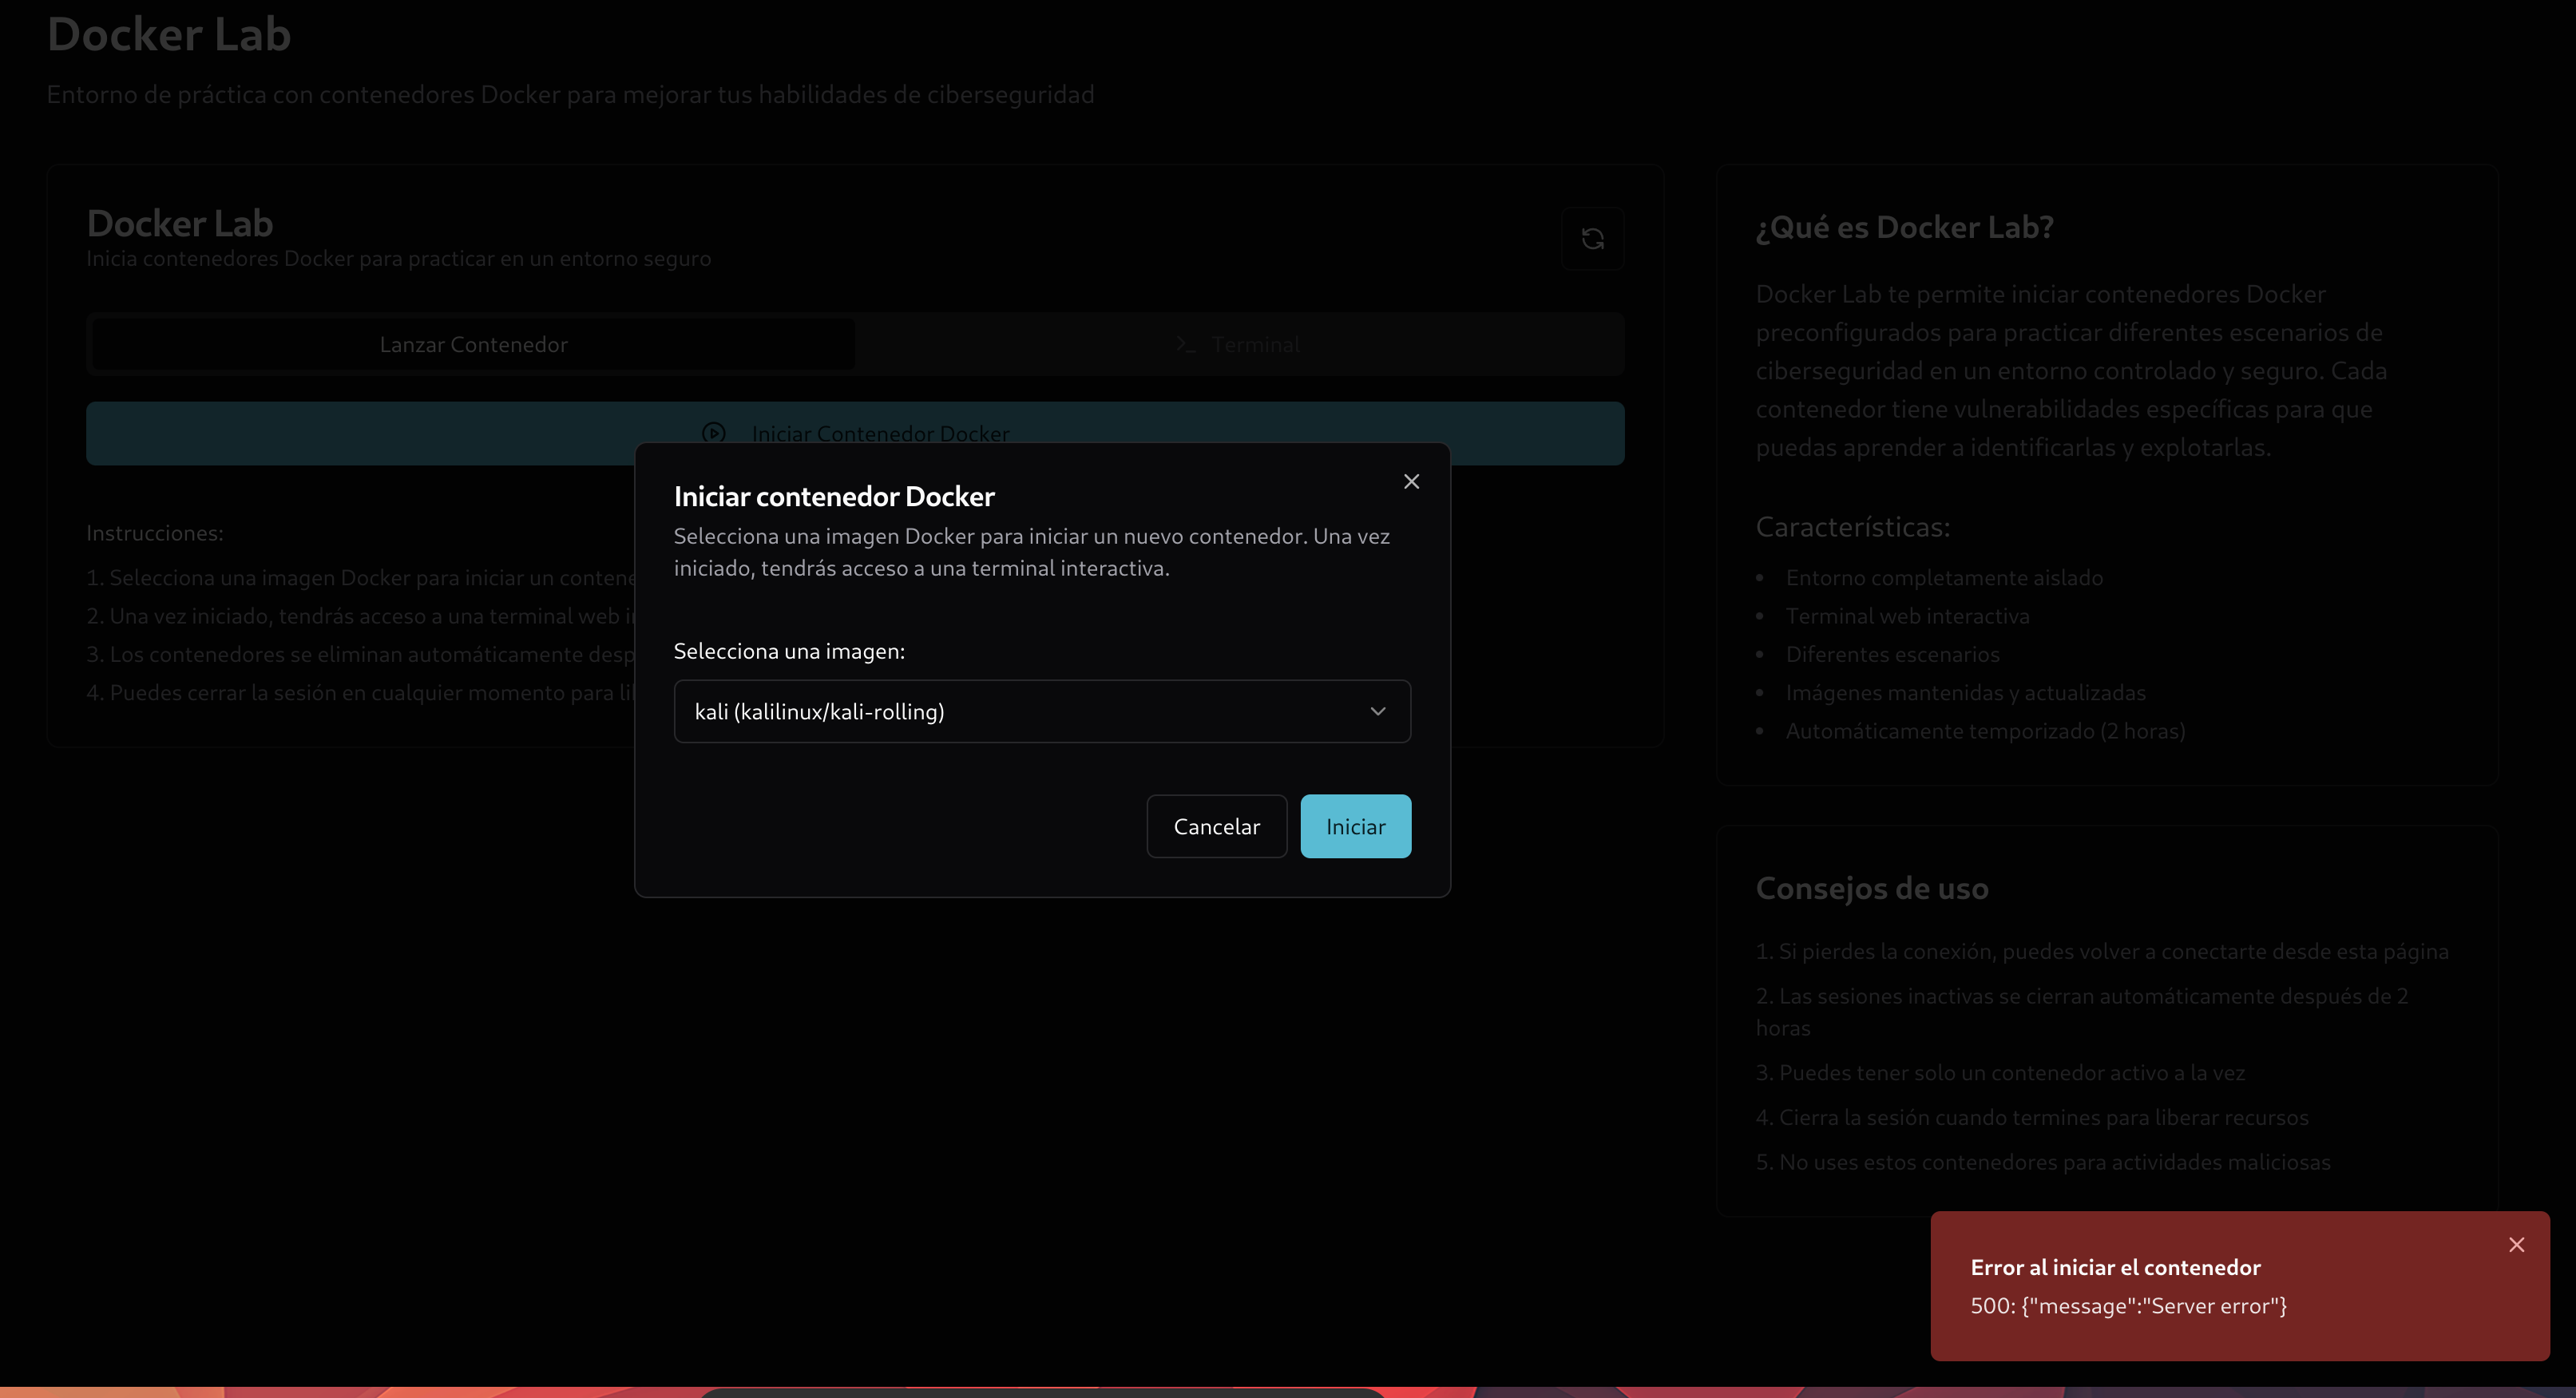 Docker Lab
Entorno de práctica con contenedores Docker para mejorar tus habilidades de ciberseguridad
Docker Lab
Inicia contenedores Docker para practicar en un entorno seguro
Lanzar Contenedor
Terminal
Iniciar Contenedor Docker
Instrucciones:
1. Selecciona una imagen Docker para iniciar un contene
2. Una vez iniciado, tendrás acceso a una terminal web
3. Los contenedores se eliminan automáticamente desp
4. Puedes cerrar la sesión en cualquier momento para
Iniciar contenedor Docker
Selecciona una imagen Docker para iniciar un nuevo contenedor. Una vez
iniciado, tendrás acceso a una terminal interactiva.
Selecciona una imagen:
kali (kalilinux/kali-rolling)
Cancelar
Iniciar
¿Qué es Docker Lab?
Docker Lab te permite iniciar contenedores Docker
preconfigurados para practicar diferentes escenarios de
ciberseguridad en un entorno controlado y seguro. Cada
contenedor tiene vulnerabilidades específicas para que
puedas aprender a identificarlas y explotarlas.
Características:
• Entorno completamente aislado
• Terminal web interactiva
• Diferentes escenarios
• Imágenes mantenidas y actualizadas
• Automáticamente temporizado (2 horas)
Consejos de uso
1. Si pierdes la conexión, puedes volver a conectarte desde esta página
2. Las sesiones inactivas se cierran automáticamente después de 2
horas
3. Puedes tener solo un contenedor activo a la vez
4. Cierra la sesión cuando termines para liberar recursos
5. No uses estos contenedores para actividades maliciosas
Error al iniciar el contenedor
500: {"message":"Server error"}